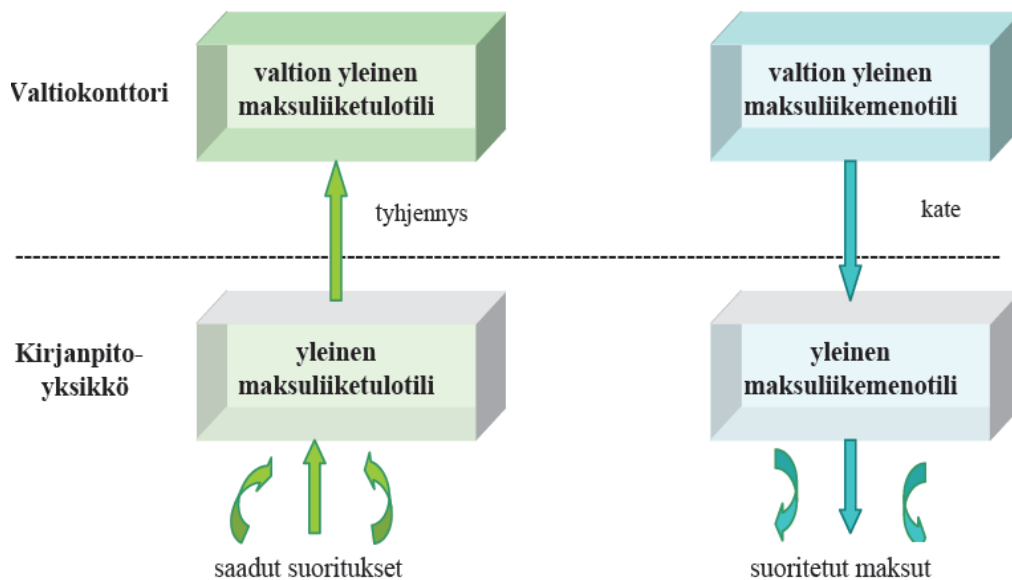 Valtiokonttori
valtion yleinen
maksuliiketulotili
valtion yleinen
maksuliikemenotili
tyhjennys
kate
Kirjanpito-
yksikkö
yleinen
maksuliiketulotili
yleinen
maksuliikemenotili
saadut suoritukset
suoritetut maksut